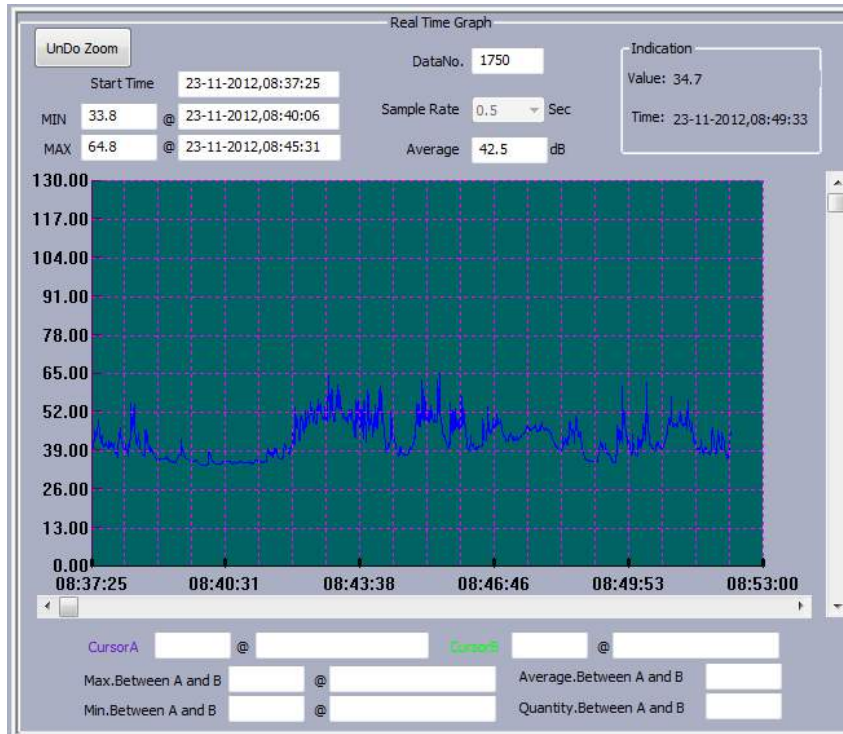 Real Time Graph
UnDo Zoom
Start Time 23-11-2012,08:37:25
MIN 33.8 @ 23-11-2012,08:40:06
MAX 64.8 @ 23-11-2012,08:45:31
DataNo. 1750
Sample Rate 0.5 Sec
Average 42.5 dB
Indication
Value: 34.7
Time: 23-11-2012,08:49:33
130.00
117.00
104.00
91.00
78.00
65.00
52.00
39.00
26.00
13.00
0.00
08:37:25 08:40:31 08:43:38 08:46:46 08:49:53 08:53:00
CursorA @ CursorB @
Max.Between A and B @ Average.Between A and B
Min.Between A and B @ Quantity.Between A and B